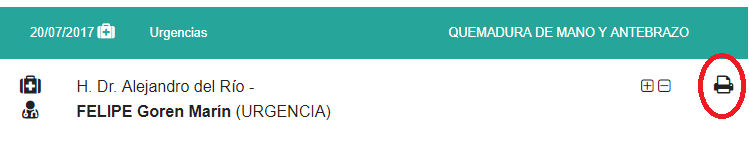 20/07/2017 Urgencias QUEMADURA DE MANO Y ANTEBRAZO
H. Dr. Alejandro del Río -
FELIPE Goren Marín (URGENCIA)